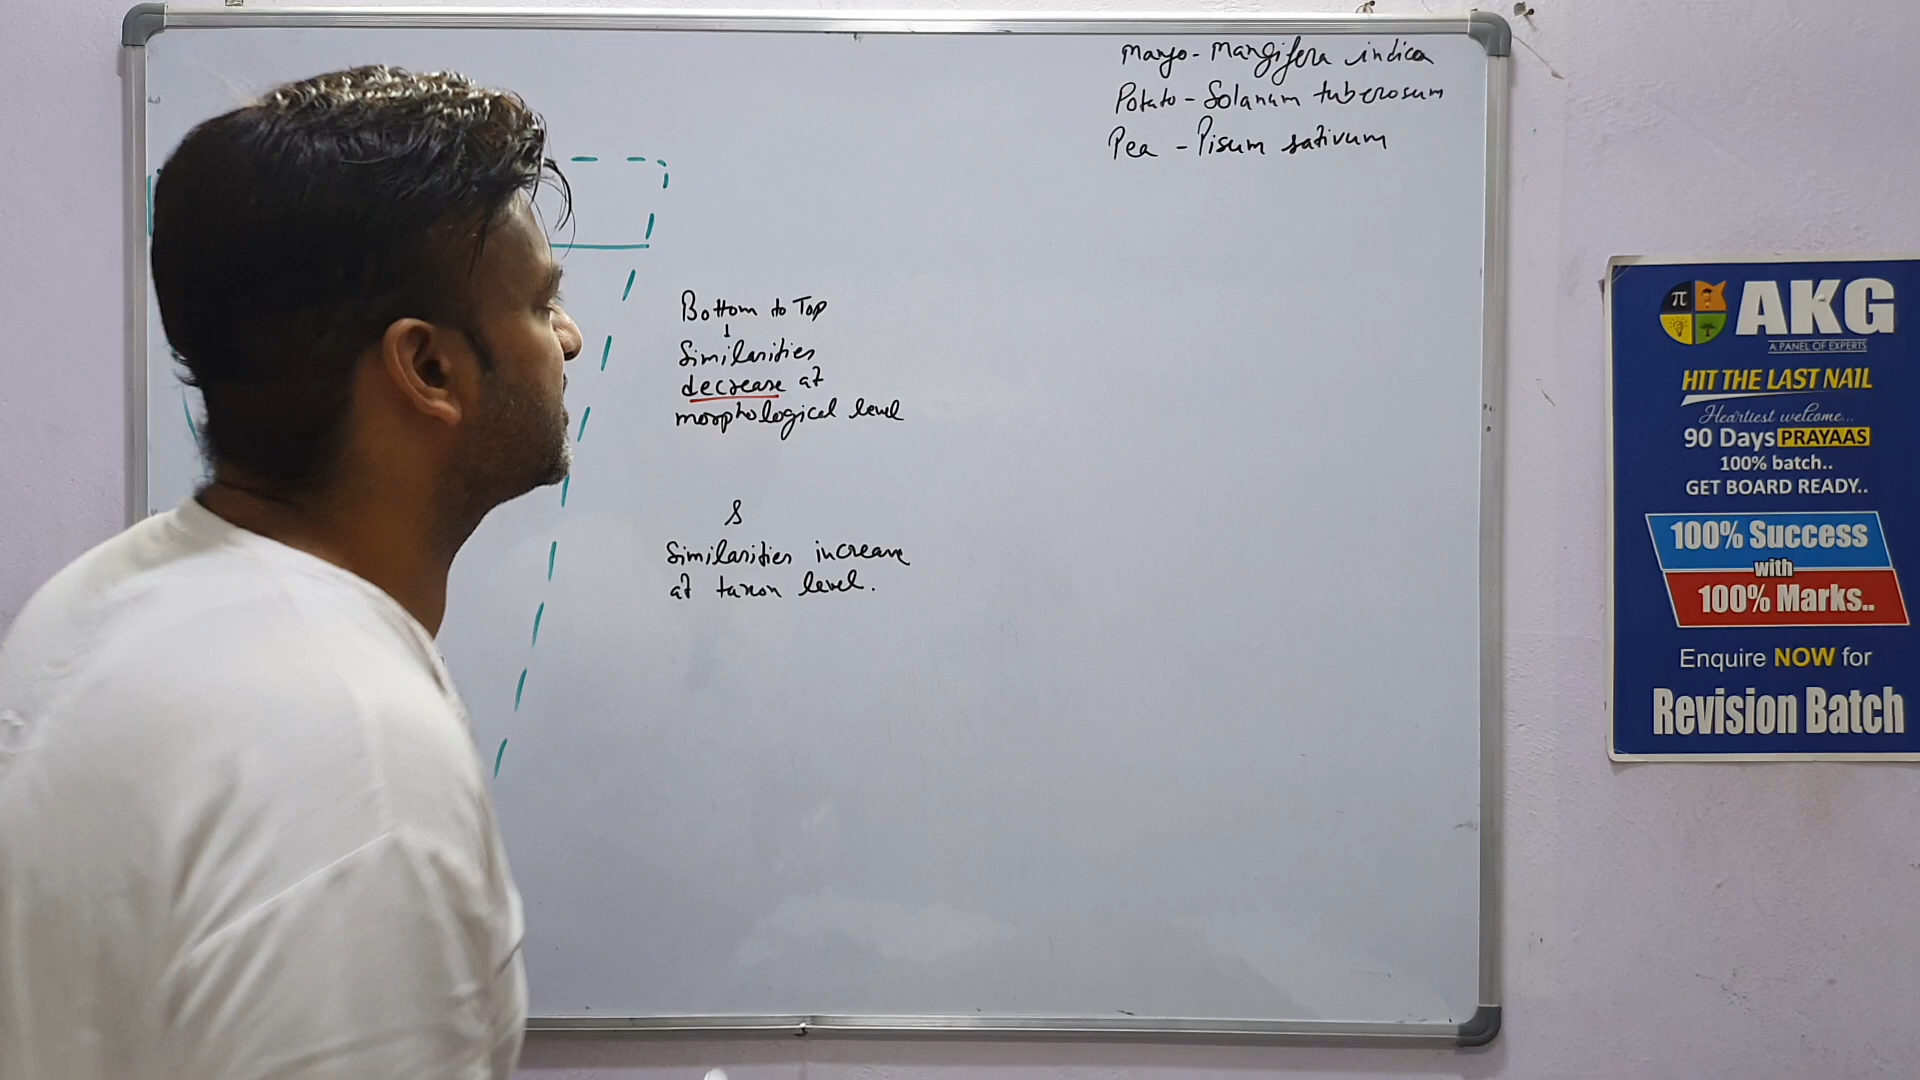 Mango - Mangifera indica
Potato - Solanum tuberosum
Pea - Pisum sativum
Bottom to Top
Similarities
decrease at
morphological level
&
Similarities increase
at taxon level.
π
AKG
A PANEL OF EXPERTS
HIT THE LAST NAIL
Heartiest welcome...
90 Days PRAYAAS
100% batch..
GET BOARD READY..
100% Success
with
100% Marks..
Enquire NOW for
Revision Batch